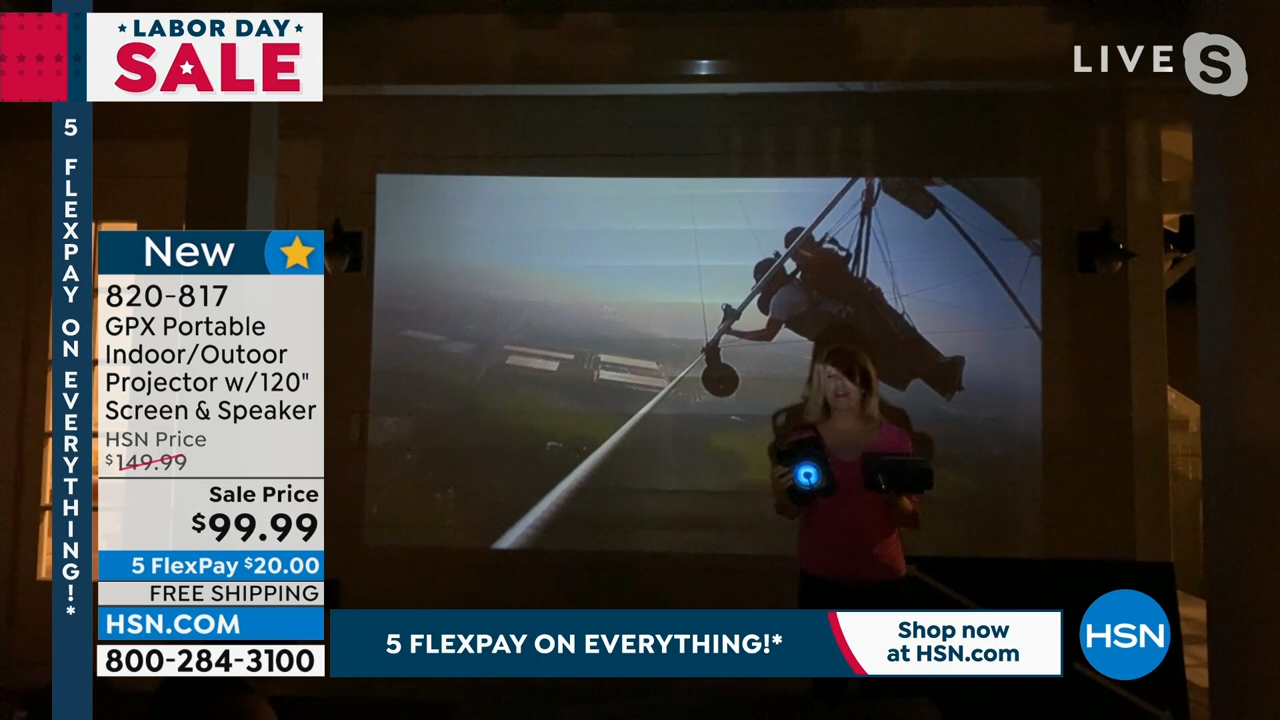 ★ LABOR DAY ★
SALE
LIVE S
5 FLEXPAY ON EVERYTHING!*
New
820-817
GPX Portable
Indoor/Outoor
Projector w/120"
Screen & Speaker
HSN Price
$149.99
Sale Price
$99.99
5 FlexPay $20.00
FREE SHIPPING
HSN.COM
800-284-3100
5 FLEXPAY ON EVERYTHING!*
Shop now
at HSN.com
HSN